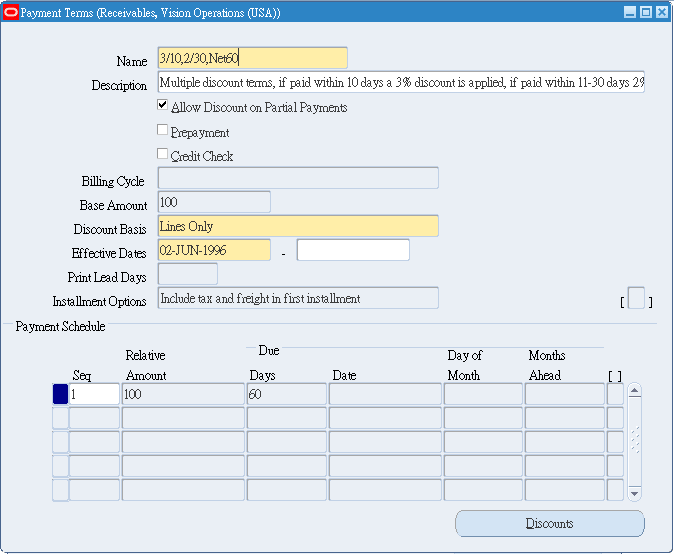 Payment Terms (Receivables, Vision Operations (USA))
Name 3/10,2/30,Net60
Description Multiple discount terms, if paid within 10 days a 3% discount is applied, if paid within 11-30 days 2%
Allow Discount on Partial Payments
Prepayment
Credit Check
Billing Cycle
Base Amount 100
Discount Basis Lines Only
Effective Dates 02-JUN-1996 -
Print Lead Days
Installment Options Include tax and freight in first installment [ ]
Payment Schedule
Relative Due Day of Months
Seq Amount Days Date Month Ahead [ ]
1 100 60
Discounts